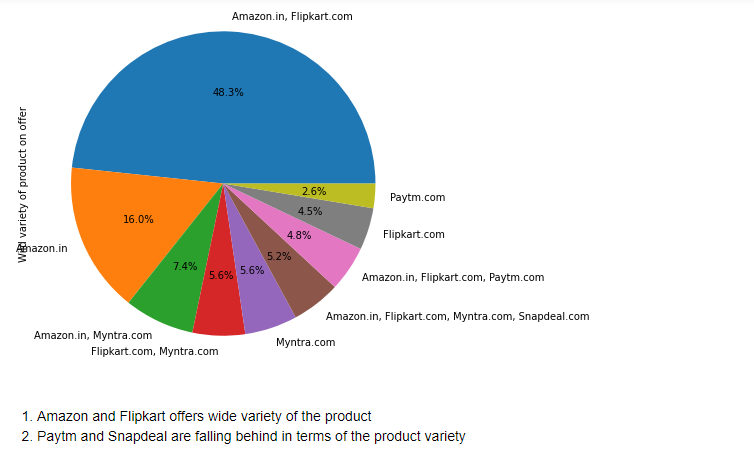 Amazon.in, Flipkart.com
48.3%
Wild variety of product on offer
2.6%
Paytm.com
4.5%
16.0%
4.8%
Flipkart.com
Amazon.in
5.2%
7.4%
5.6%
5.6%
Amazon.in, Flipkart.com, Paytm.com
Amazon.in, Flipkart.com, Myntra.com, Snapdeal.com
Amazon.in, Myntra.com
Myntra.com
Flipkart.com, Myntra.com
1. Amazon and Flipkart offers wide variety of the product
2. Paytm and Snapdeal are falling behind in terms of the product variety